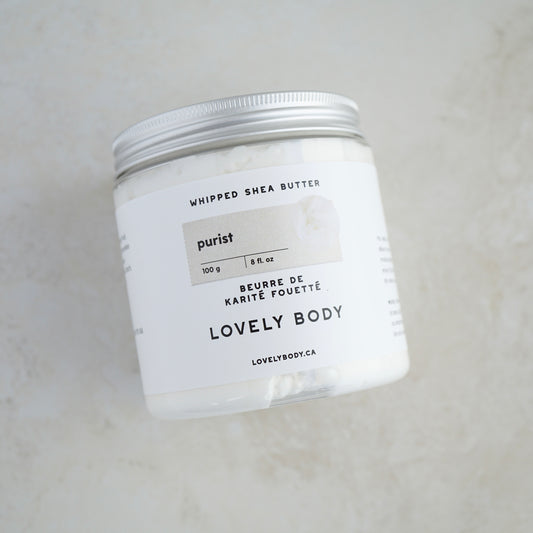 WHIPPED SHEA BUTTER
purist
100 g | 8 fl. oz
BEURRE DE
KARITÉ FOUETTÉ
LOVELY BODY
LOVELYBODY.CA